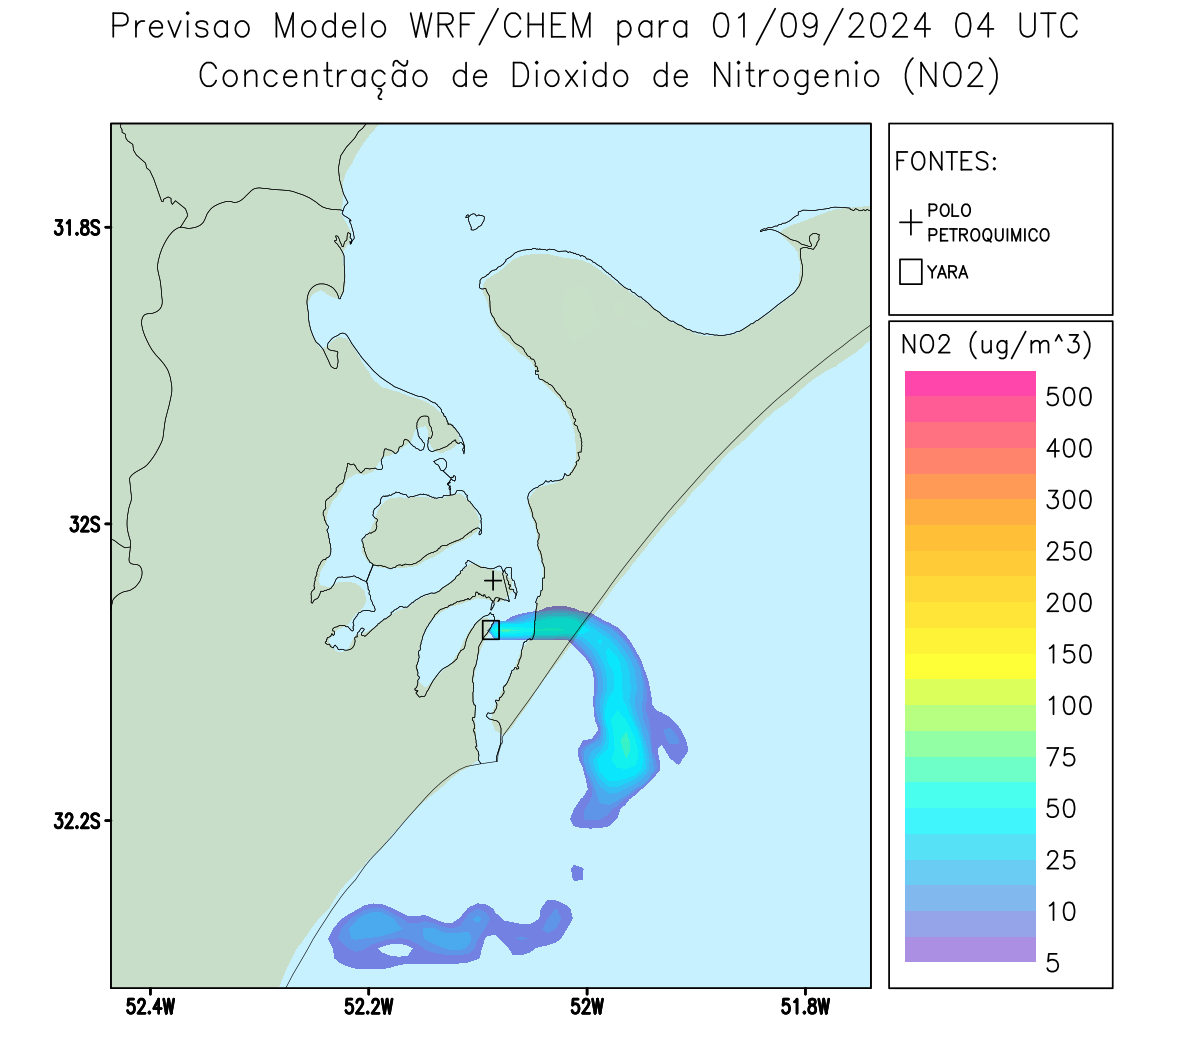 Previsao Modelo WRF/CHEM para 01/09/2024 04 UTC
Concentração de Dioxido de Nitrogenio (NO2)
FONTES:
POLO
PETROQUIMICO
YARA
NO2 (ug/m^3)
500
400
300
250
200
150
100
75
50
25
10
5
31.8S
32S
32.2S
52.4W
52.2W
52W
51.8W